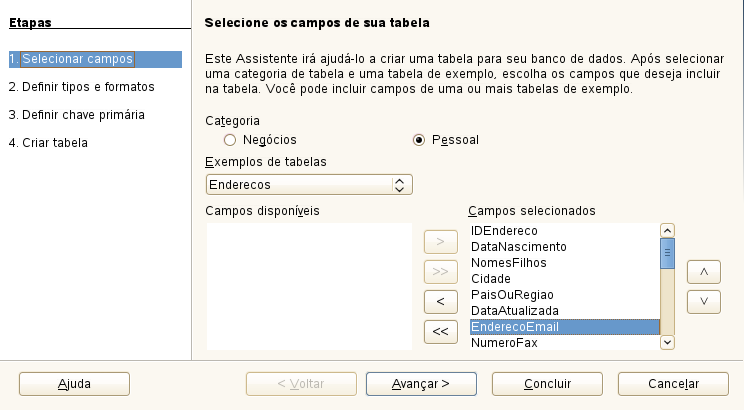 Etapas
1. Selecionar campos
2. Definir tipos e formatos
3. Definir chave primária
4. Criar tabela
Selecione os campos de sua tabela
Este Assistente irá ajudá-lo a criar uma tabela para seu banco de dados. Após selecionar
uma categoria de tabela e uma tabela de exemplo, escolha os campos que deseja incluir
na tabela. Você pode incluir campos de uma ou mais tabelas de exemplo.
Categoria
Negócios
Pessoal
Exemplos de tabelas
Enderecos
Campos disponíveis
>
>>
<
<<
Campos selecionados
IDEndereco
DataNascimento
NomesFilhos
Cidade
PaisOuRegiao
DataAtualizada
EnderecoEmail
NumeroFax
Ajuda
< Voltar
Avançar >
Concluir
Cancelar